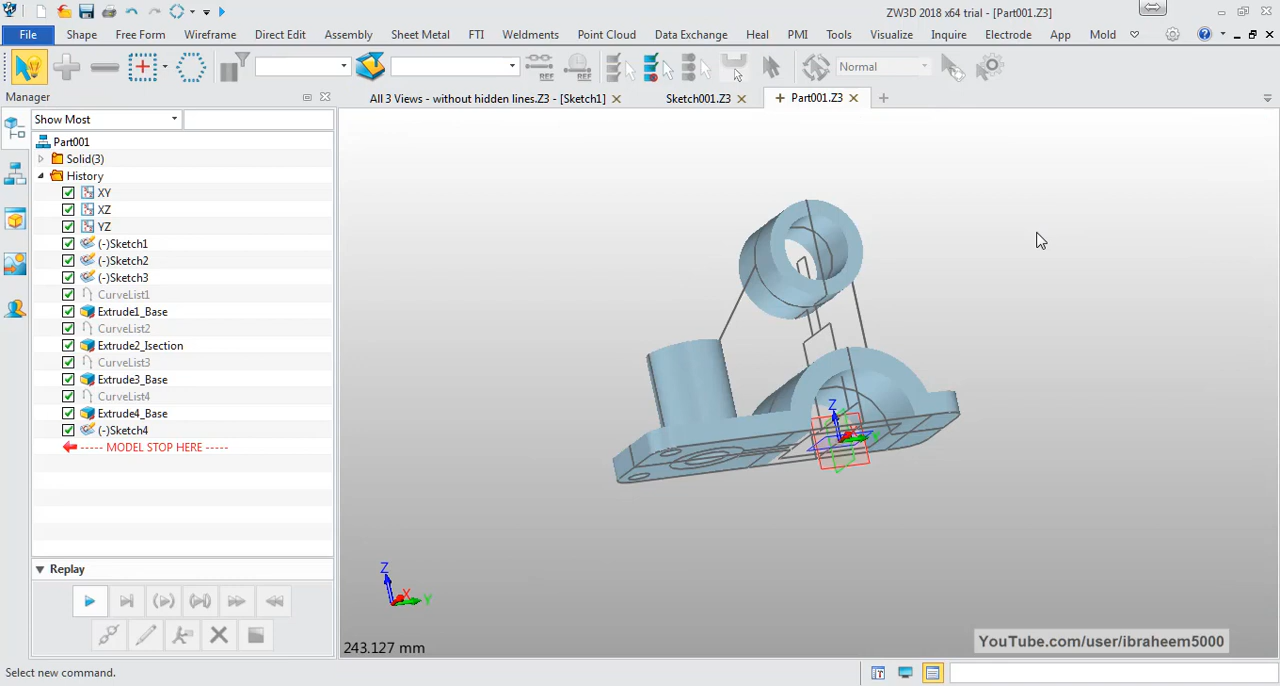 ZW3D 2018 x64 trial - [Part001.Z3]
File Shape Free Form Wireframe Direct Edit Assembly Sheet Metal FTI Weldments Point Cloud Data Exchange Heal PMI Tools Visualize Inquire Electrode App Mold
REF REF Normal
Manager
All 3 Views - without hidden lines.Z3 - [Sketch1] Sketch001.Z3 Part001.Z3
Show Most
Part001
Solid(3)
History
XY
XZ
YZ
(-)Sketch1
(-)Sketch2
(-)Sketch3
CurveList1
Extrude1_Base
CurveList2
Extrude2_Isection
CurveList3
Extrude3_Base
CurveList4
Extrude4_Base
(-)Sketch4
----- MODEL STOP HERE -----
Z
Y
Replay
Z
X
Y
243.127 mm
YouTube.com/user/ibraheem5000
Select new command.